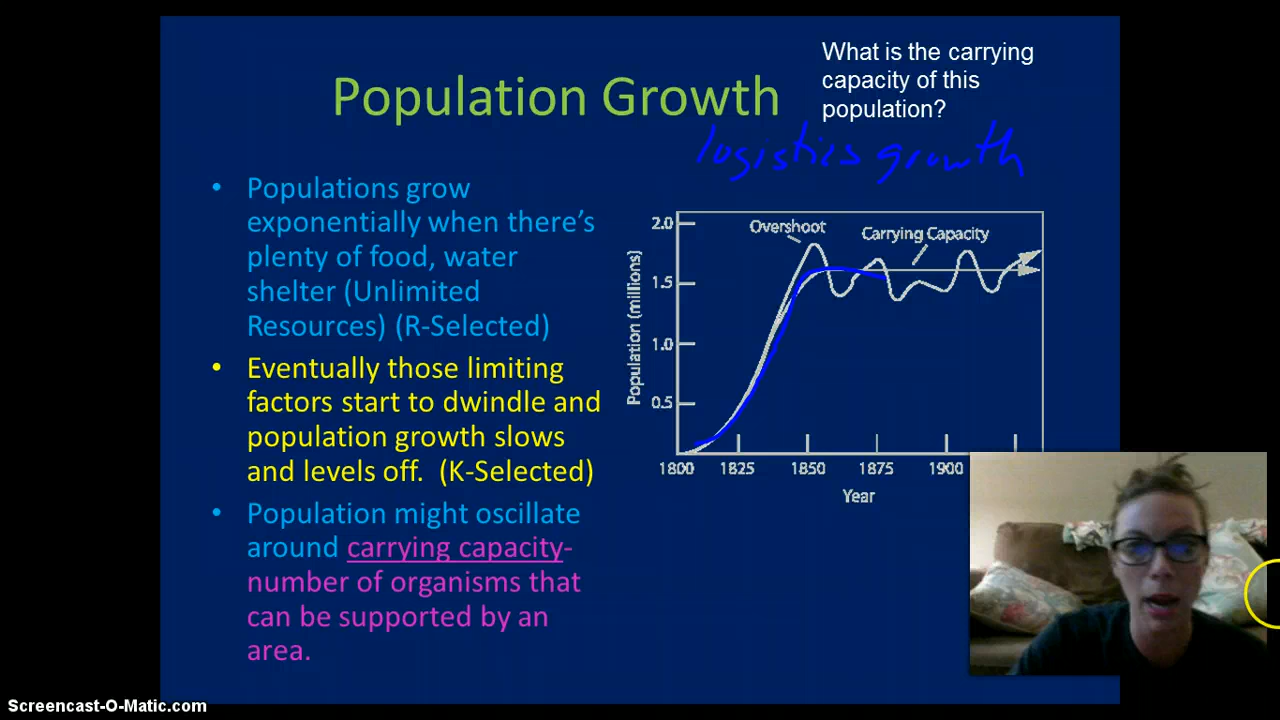 What is the carrying
capacity of this
population?
Population Growth
logistics growth
• Populations grow
exponentially when there's
plenty of food, water
shelter (Unlimited
Resources) (R-Selected)
• Eventually those limiting
factors start to dwindle and
population growth slows
and levels off. (K-Selected)
• Population might oscillate
around carrying capacity-
number of organisms that
can be supported by an
area.
Overshoot
Carrying Capacity
Population (millions)
2.0
1.5
1.0
0.5
1800 1825 1850 1875 1900
Year
Screencast-O-Matic.com